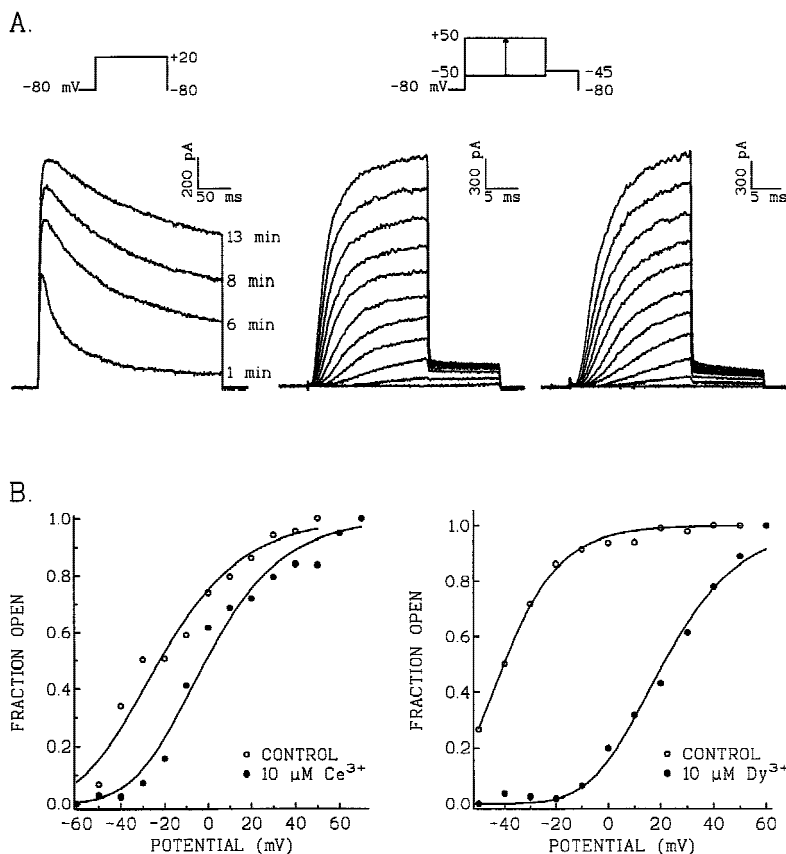 A.
+20
-80 mV
-80
+50
-50
-80 mV
-45
-80
200 pA
50 ms
13 min
8 min
6 min
1 min
300 pA
5 ms
300 pA
5 ms
B.
FRACTION OPEN
1.0
0.8
0.6
0.4
0.2
0.0
-60 -40 -20 0 20 40 60
POTENTIAL (mV)
CONTROL
10 μM Ce³⁺
FRACTION OPEN
1.0
0.8
0.6
0.4
0.2
0.0
-40 -20 0 20 40 60
POTENTIAL (mV)
CONTROL
10 μM Dy³⁺